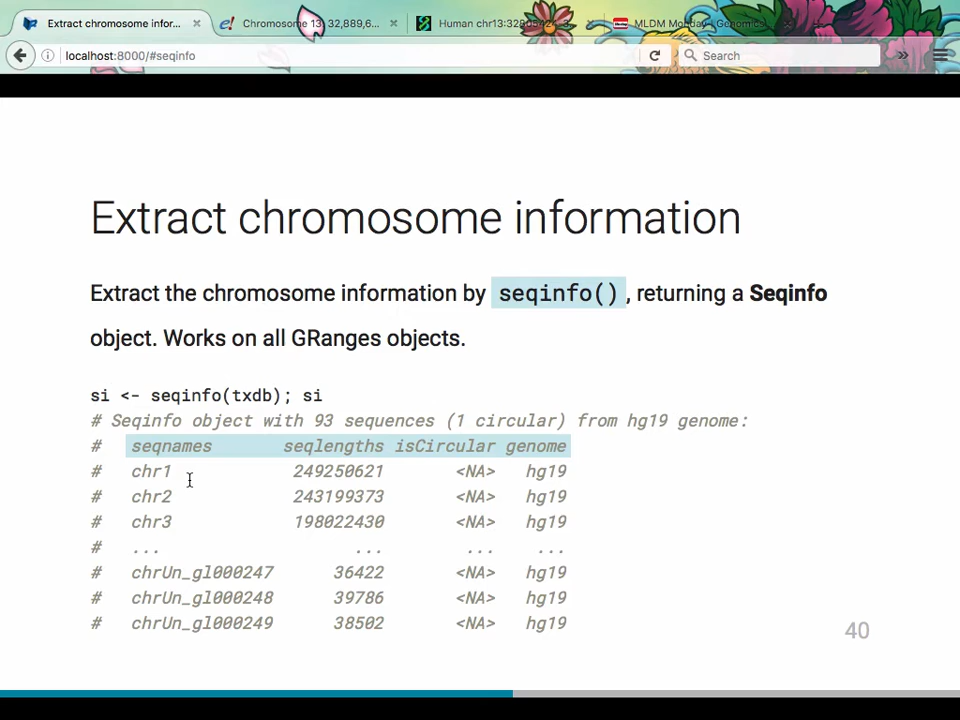 Extract chromosome infor...
Chromosome 13: 32,889,6...
Human chr13:32805424-3...
MLDM Monday | Genomics
localhost:8000/#seqinfo
Search
Extract chromosome information
Extract the chromosome information by seqinfo(), returning a Seqinfo
object. Works on all GRanges objects.
si <- seqinfo(txdb); si
# Seqinfo object with 93 sequences (1 circular) from hg19 genome:
# seqnames seqlengths isCircular genome
# chr1 249250621 <NA> hg19
# chr2 243199373 <NA> hg19
# chr3 198022430 <NA> hg19
# ... ... ... ...
# chrUn_gl000247 36422 <NA> hg19
# chrUn_gl000248 39786 <NA> hg19
# chrUn_gl000249 38502 <NA> hg19
40